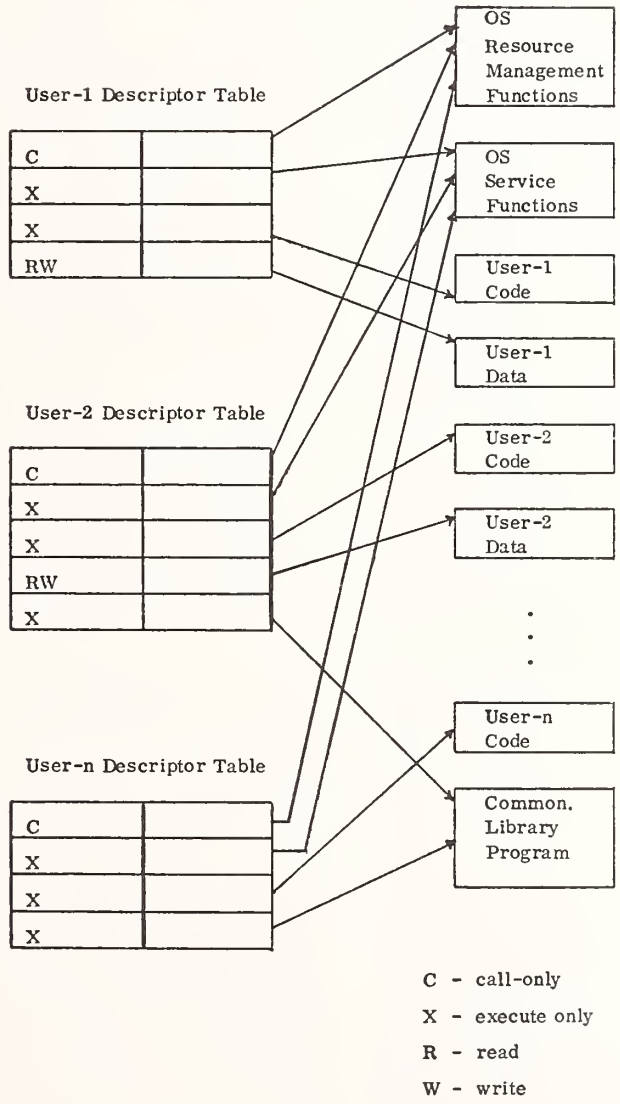 User-1 Descriptor Table
C
X
X
RW
User-2 Descriptor Table
C
X
X
RW
X
User-n Descriptor Table
C
X
X
X
OS
Resource
Management
Functions
OS
Service
Functions
User-1
Code
User-1
Data
User-2
Code
User-2
Data
.
.
.
User-n
Code
Common.
Library
Program
C - call-only
X - execute only
R - read
W - write